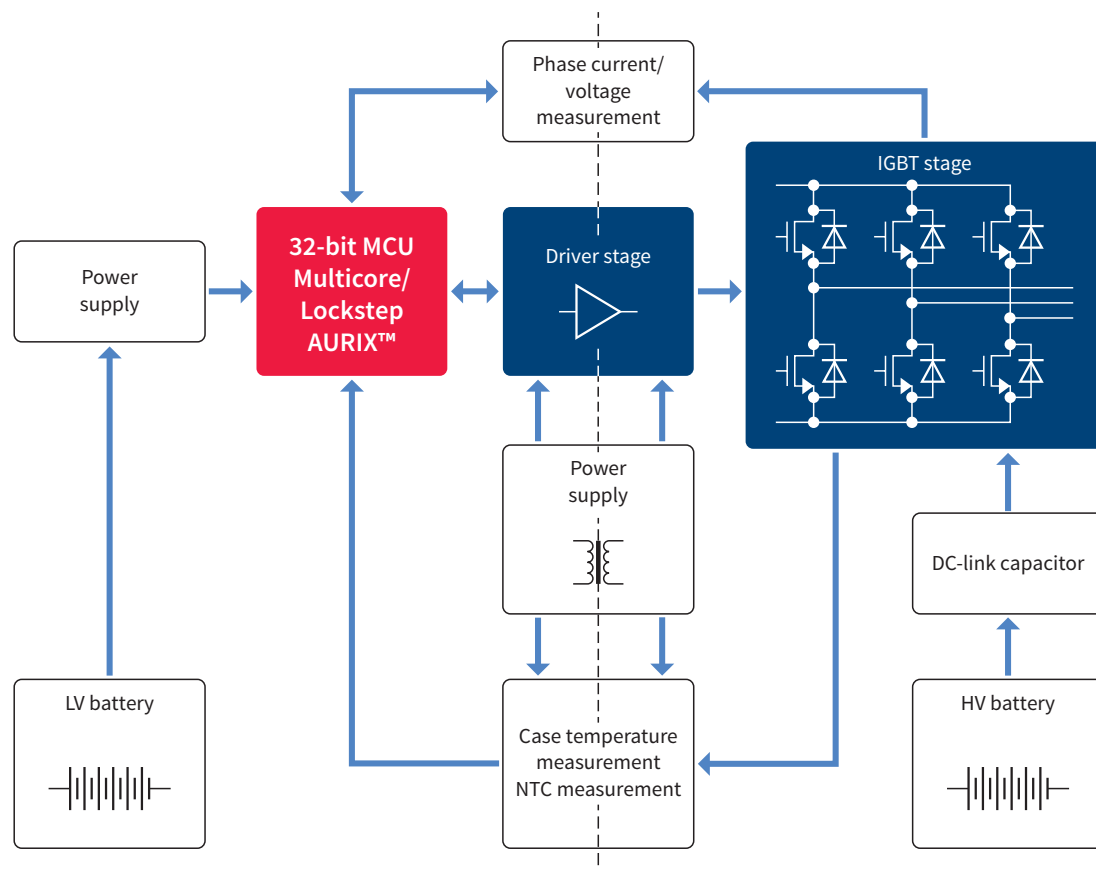 Phase current/
voltage
measurement
IGBT stage
32-bit MCU
Multicore/
Lockstep
AURIX™
Driver stage
Power
supply
Power
supply
DC-link capacitor
LV battery
Case temperature
measurement
NTC measurement
HV battery